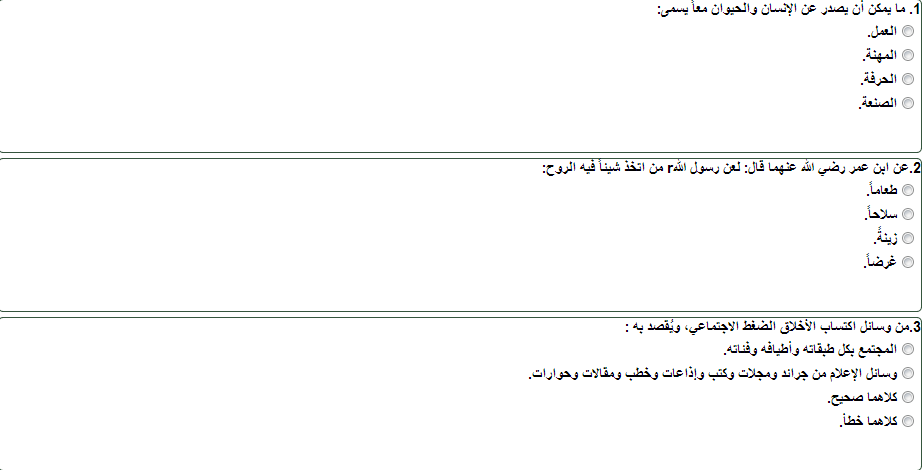 1. ما يمكن أن يصدر عن الإنسان والحيوان معاً يسمى:
العمل.
المهنة.
الحرفة.
الصنعة.
2.عن ابن عمر رضي الله عنهما قال: لعن رسول اللهr من اتخذ شيئاً فيه الروح:
طعاماً.
سلاحاً.
زينةً.
غرضاً.
3.من وسائل اكتساب الأخلاق الضغط الاجتماعي، ويُقصد به :
المجتمع بكل طبقاته وأطيافه وفئاته.
وسائل الإعلام من جرائد ومجلات وكتب وإذاعات وخطب ومقالات وحوارات.
كلاهما صحيح.
كلاهما خطأ.